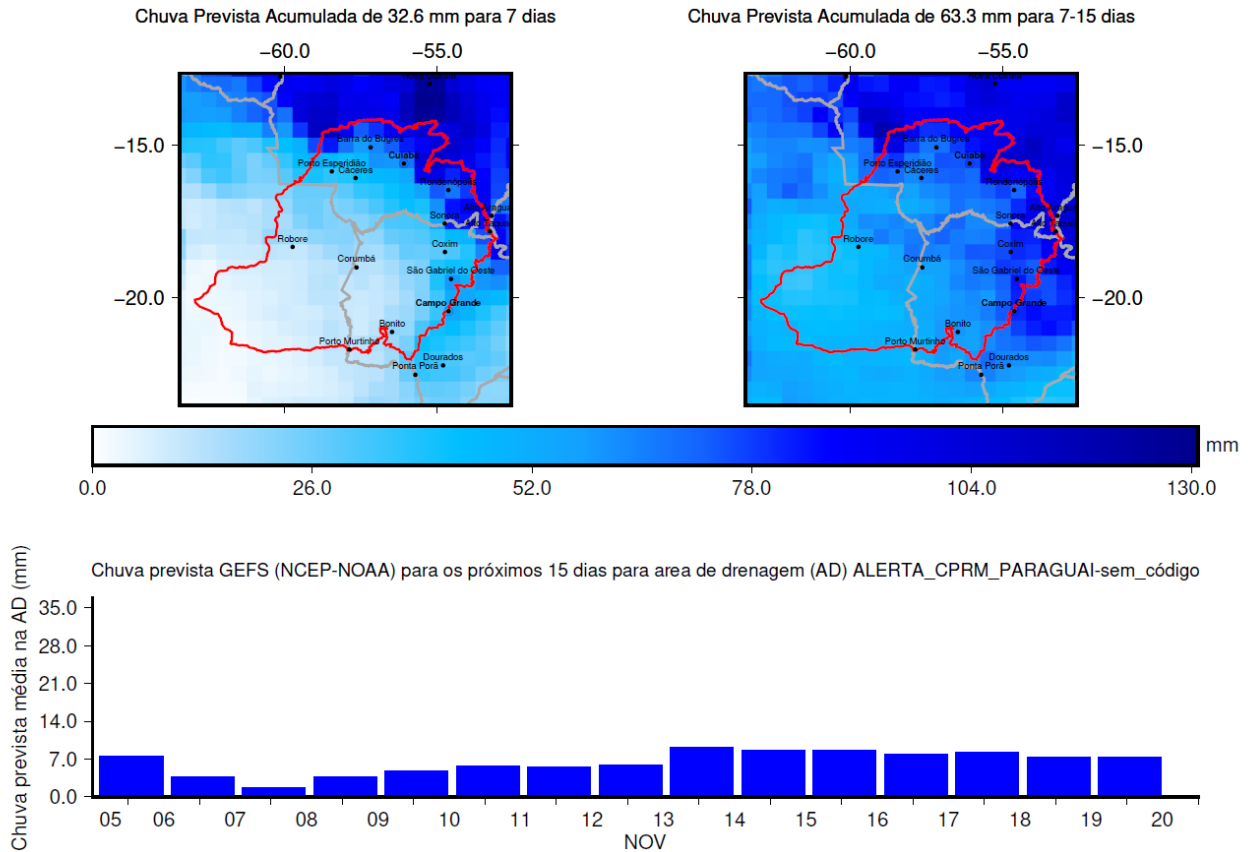 Chuva Prevista Acumulada de 32.6 mm para 7 dias
Chuva Prevista Acumulada de 63.3 mm para 7-15 dias
−60.0 −55.0
−60.0 −55.0
Barra do Bugres
Cuiabá
Porto Esperidião
Cáceres
Rondonópolis
Sonora
Robore
Coxim
Corumbá
São Gabriel do Oeste
Campo Grande
Bonito
Porto Murtinho
Dourados
Ponta Porã
−15.0
−20.0
Barra do Bugres
Cuiabá
Porto Esperidião
Cáceres
Rondonópolis
Sonora
Robore
Coxim
Corumbá
São Gabriel do Oeste
Campo Grande
Bonito
Porto Murtinho
Dourados
Ponta Porã
−15.0
−20.0
mm
0.0 26.0 52.0 78.0 104.0 130.0
Chuva prevista GEFS (NCEP-NOAA) para os próximos 15 dias para area de drenagem (AD) ALERTA_CPRM_PARAGUAI-sem_código
Chuva prevista média na AD (mm)
35.0
28.0
21.0
14.0
7.0
0.0
05 06 07 08 09 10 11 12 13 14 15 16 17 18 19 20
NOV